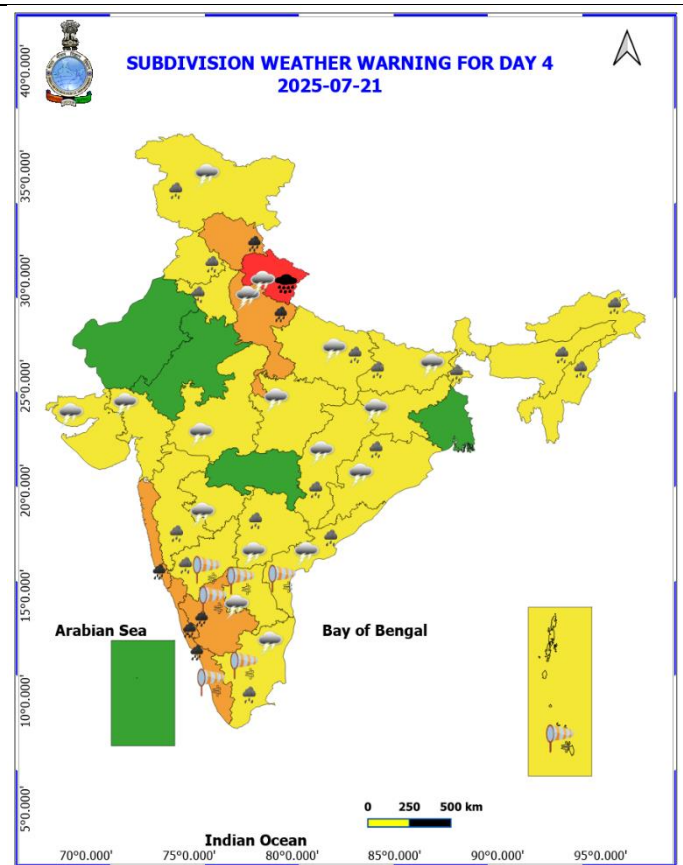 SUBDIVISION WEATHER WARNING FOR DAY 4
2025-07-21
40°0.000'
35°0.000'
30°0.000'
25°0.000'
20°0.000'
15°0.000'
10°0.000'
5°0.000'
Arabian Sea
Bay of Bengal
0 250 500 km
Indian Ocean
70°0.000' 75°0.000' 80°0.000' 85°0.000' 90°0.000' 95°0.000'